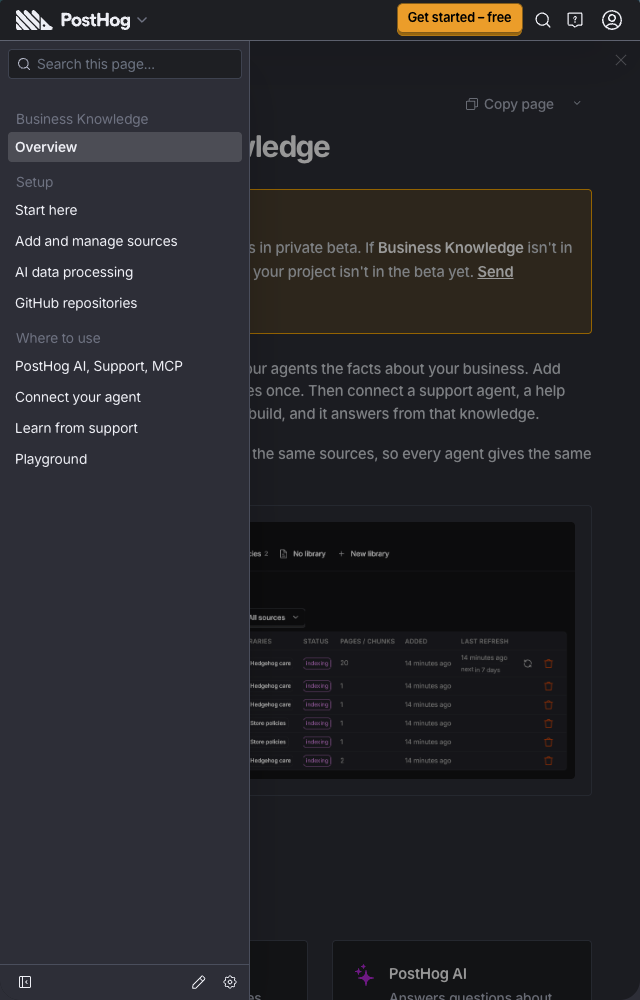 PostHog
Get started – free
Search this page...
Business Knowledge
Overview
Setup
Start here
Add and manage sources
AI data processing
GitHub repositories
Where to use
PostHog AI, Support, MCP
Connect your agent
Learn from support
Playground
Copy page
s in private beta. If Business Knowledge isn't in
your project isn't in the beta yet. Send
our agents the facts about your business. Add
es once. Then connect a support agent, a help
build, and it answers from that knowledge.
the same sources, so every agent gives the same
cies 2 No library + New library
All sources
RARIES STATUS PAGES / CHUNKS ADDED LAST REFRESH
Hedgehog care Indexing 20 14 minutes ago 14 minutes ago
next in 7 days
Hedgehog care Indexing 1 14 minutes ago
Hedgehog care Indexing 1 14 minutes ago
Store policies Indexing 1 14 minutes ago
Store policies Indexing 1 14 minutes ago
Hedgehog care Indexing 2 14 minutes ago
PostHog AI
Answers questions about